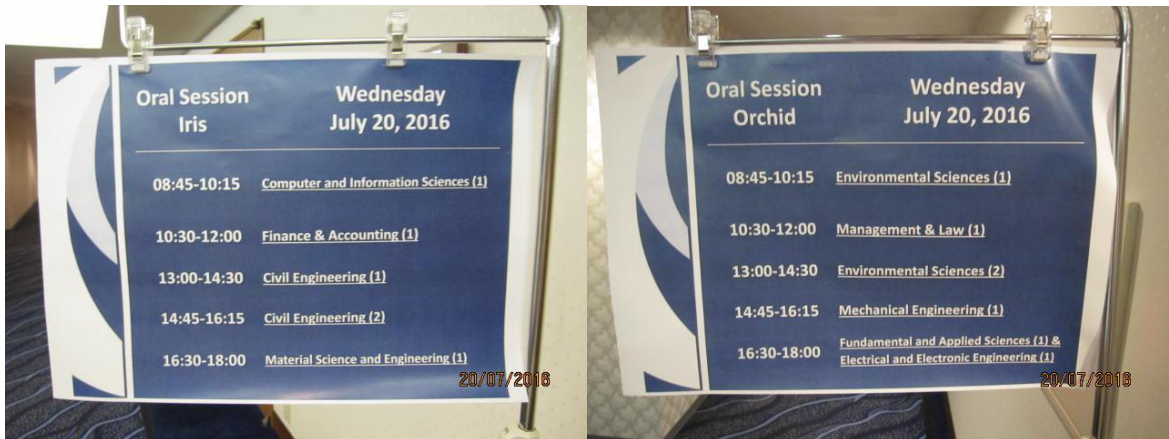 Oral Session
Iris
Wednesday
July 20, 2016
08:45-10:15 Computer and Information Sciences (1)
10:30-12:00 Finance & Accounting (1)
13:00-14:30 Civil Engineering (1)
14:45-16:15 Civil Engineering (2)
16:30-18:00 Material Science and Engineering (1)
20/07/2016
Oral Session
Orchid
Wednesday
July 20, 2016
08:45-10:15 Environmental Sciences (1)
10:30-12:00 Management & Law (1)
13:00-14:30 Environmental Sciences (2)
14:45-16:15 Mechanical Engineering (1)
16:30-18:00 Fundamental and Applied Sciences (1) &
Electrical and Electronic Engineering (1)
20/07/2016